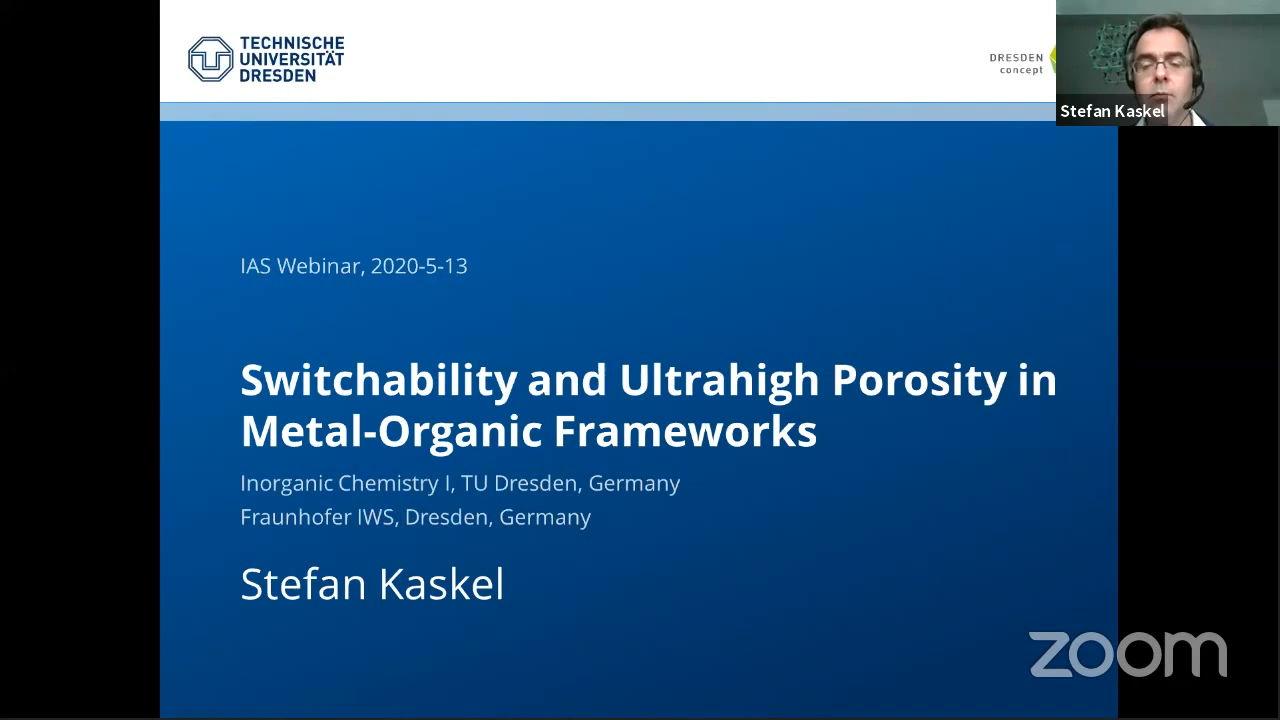 TECHNISCHE
UNIVERSITÄT
DRESDEN
DRESDEN
concept
Stefan Kaskel
IAS Webinar, 2020-5-13
Switchability and Ultrahigh Porosity in
Metal-Organic Frameworks
Inorganic Chemistry I, TU Dresden, Germany
Fraunhofer IWS, Dresden, Germany
Stefan Kaskel
zoom